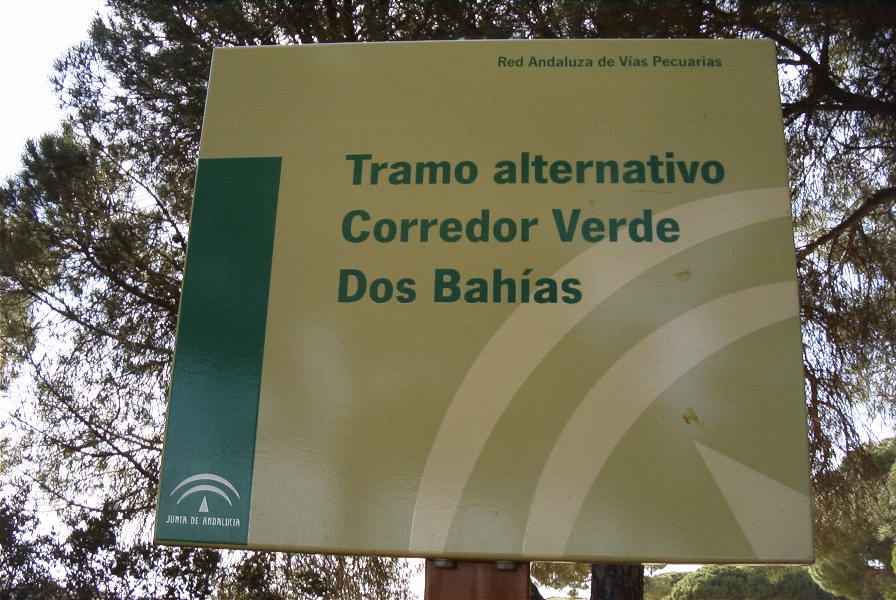 Red Andaluza de Vías Pecuarias
Tramo alternativo
Corredor Verde
Dos Bahías
JUNTA DE ANDALUCIA